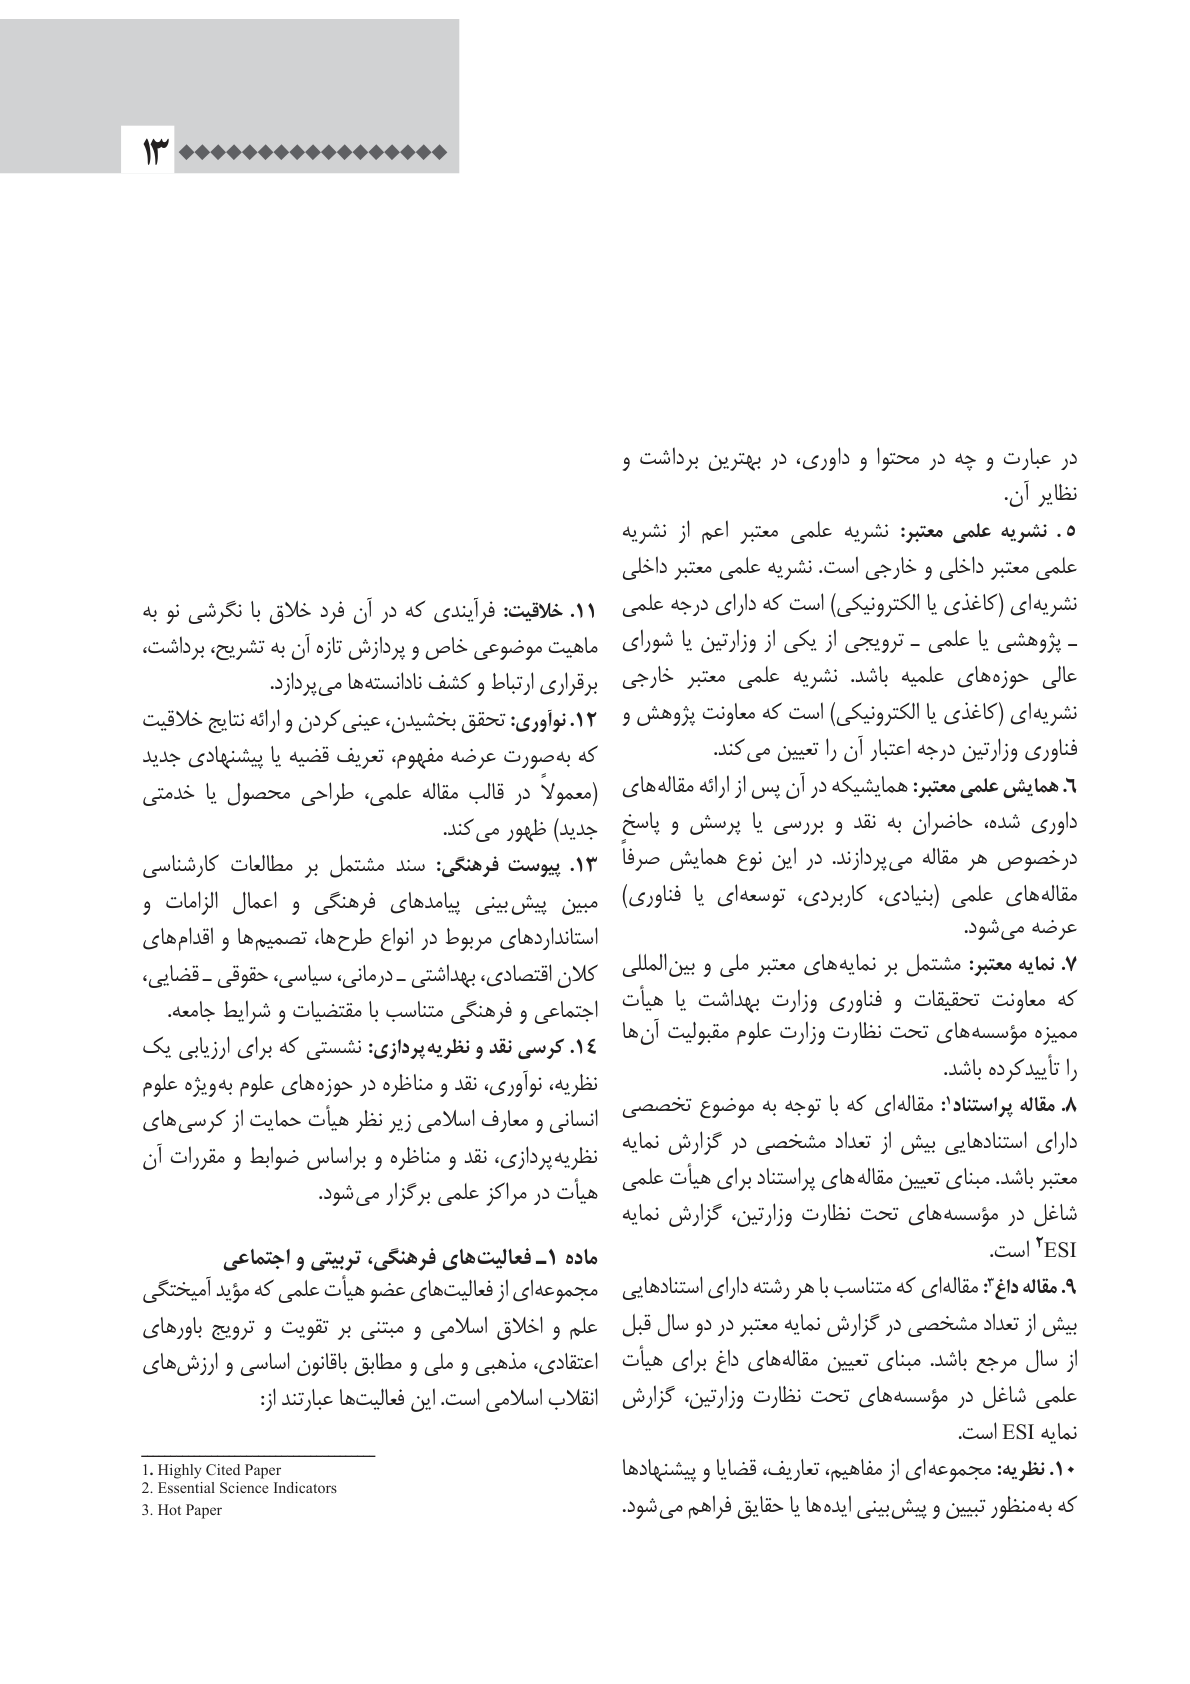 ۱۳
در عبارت و چه در محتوا و داوری، در بهترین برداشت و
نظایر آن.
۵. نشریه علمی معتبر: نشریه علمی معتبر اعم از نشریه
علمی معتبر داخلی و خارجی است. نشریه علمی معتبر داخلی
نشریه‌ای (کاغذی یا الکترونیکی) است که دارای درجه علمی
ـ پژوهشی یا علمی ـ ترویجی از یکی از وزارتین یا شورای
عالی حوزه‌های علمیه باشد. نشریه علمی معتبر خارجی
نشریه‌ای (کاغذی یا الکترونیکی) است که معاونت پژوهش و
فناوری وزارتین درجه اعتبار آن را تعیین می‌کند.
۶. همایش علمی معتبر: همایشیکه در آن پس از ارائه مقاله‌های
داوری شده، حاضران به نقد و بررسی یا پرسش و پاسخ
درخصوص هر مقاله می‌پردازند. در این نوع همایش صرفاً
مقاله‌های علمی (بنیادی، کاربردی، توسعه‌ای یا فناوری)
عرضه می‌شود.
۷. نمایه معتبر: مشتمل بر نمایه‌های معتبر ملی و بین‌المللی
که معاونت تحقیقات و فناوری وزارت بهداشت یا هیأت
ممیزه مؤسسه‌های تحت نظارت وزارت علوم مقبولیت آن‌ها
را تأیید کرده باشد.
۸. مقاله پراستناد۱: مقاله‌ای که با توجه به موضوع تخصصی
دارای استنادهایی بیش از تعداد مشخصی در گزارش نمایه
معتبر باشد. مبنای تعیین مقاله‌های پراستناد برای هیأت علمی
شاغل در مؤسسه‌های تحت نظارت وزارتین، گزارش نمایه
ESI۲ است.
۹. مقاله داغ۳: مقاله‌ای که متناسب با هر رشته دارای استنادهایی
بیش از تعداد مشخصی در گزارش نمایه معتبر در دو سال قبل
از سال مرجع باشد. مبنای تعیین مقاله‌های داغ برای هیأت
علمی شاغل در مؤسسه‌های تحت نظارت وزارتین، گزارش
نمایه ESI است.
۱۰. نظریه: مجموعه‌ای از مفاهیم، تعاریف، قضایا و پیشنهادها
که به‌منظور تبیین و پیش‌بینی ایده‌ها یا حقایق فراهم می‌شود.
۱۱. خلاقیت: فرآیندی که در آن فرد خلاق با نگرشی نو به
ماهیت موضوعی خاص و پردازش تازه آن به تشریح، برداشت،
برقراری ارتباط و کشف نادانسته‌ها می‌پردازد.
۱۲. نوآوری: تحقق بخشیدن، عینی کردن و ارائه نتایج خلاقیت
که به‌صورت عرضه مفهوم، تعریف قضیه یا پیشنهادی جدید
(معمولاً در قالب مقاله علمی، طراحی محصول یا خدمتی
جدید) ظهور می‌کند.
۱۳. پیوست فرهنگی: سند مشتمل بر مطالعات کارشناسی
مبین پیش‌بینی پیامدهای فرهنگی و اعمال الزامات و
استانداردهای مربوط در انواع طرح‌ها، تصمیم‌ها و اقدام‌های
کلان اقتصادی، بهداشتی ـ درمانی، سیاسی، حقوقی ـ قضایی،
اجتماعی و فرهنگی متناسب با مقتضیات و شرایط جامعه.
۱۴. کرسی نقد و نظریه‌پردازی: نشستی که برای ارزیابی یک
نظریه، نوآوری، نقد و مناظره در حوزه‌های علوم به‌ویژه علوم
انسانی و معارف اسلامی زیر نظر هیأت حمایت از کرسی‌های
نظریه‌پردازی، نقد و مناظره و براساس ضوابط و مقررات آن
هیأت در مراکز علمی برگزار می‌شود.
ماده ۱ـ فعالیت‌های فرهنگی، تربیتی و اجتماعی
مجموعه‌ای از فعالیت‌های عضو هیأت علمی که مؤید آمیختگی
علم و اخلاق اسلامی و مبتنی بر تقویت و ترویج باورهای
اعتقادی، مذهبی و ملی و مطابق باقانون اساسی و ارزش‌های
انقلاب اسلامی است. این فعالیت‌ها عبارتند از:
1. Highly Cited Paper
2. Essential Science Indicators
3. Hot Paper